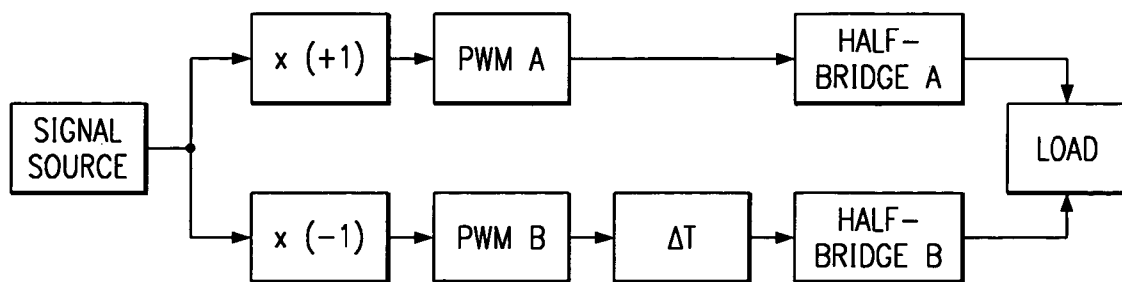 x (+1)
PWM A
HALF-
BRIDGE A
SIGNAL
SOURCE
LOAD
x (-1)
PWM B
ΔT
HALF-
BRIDGE B